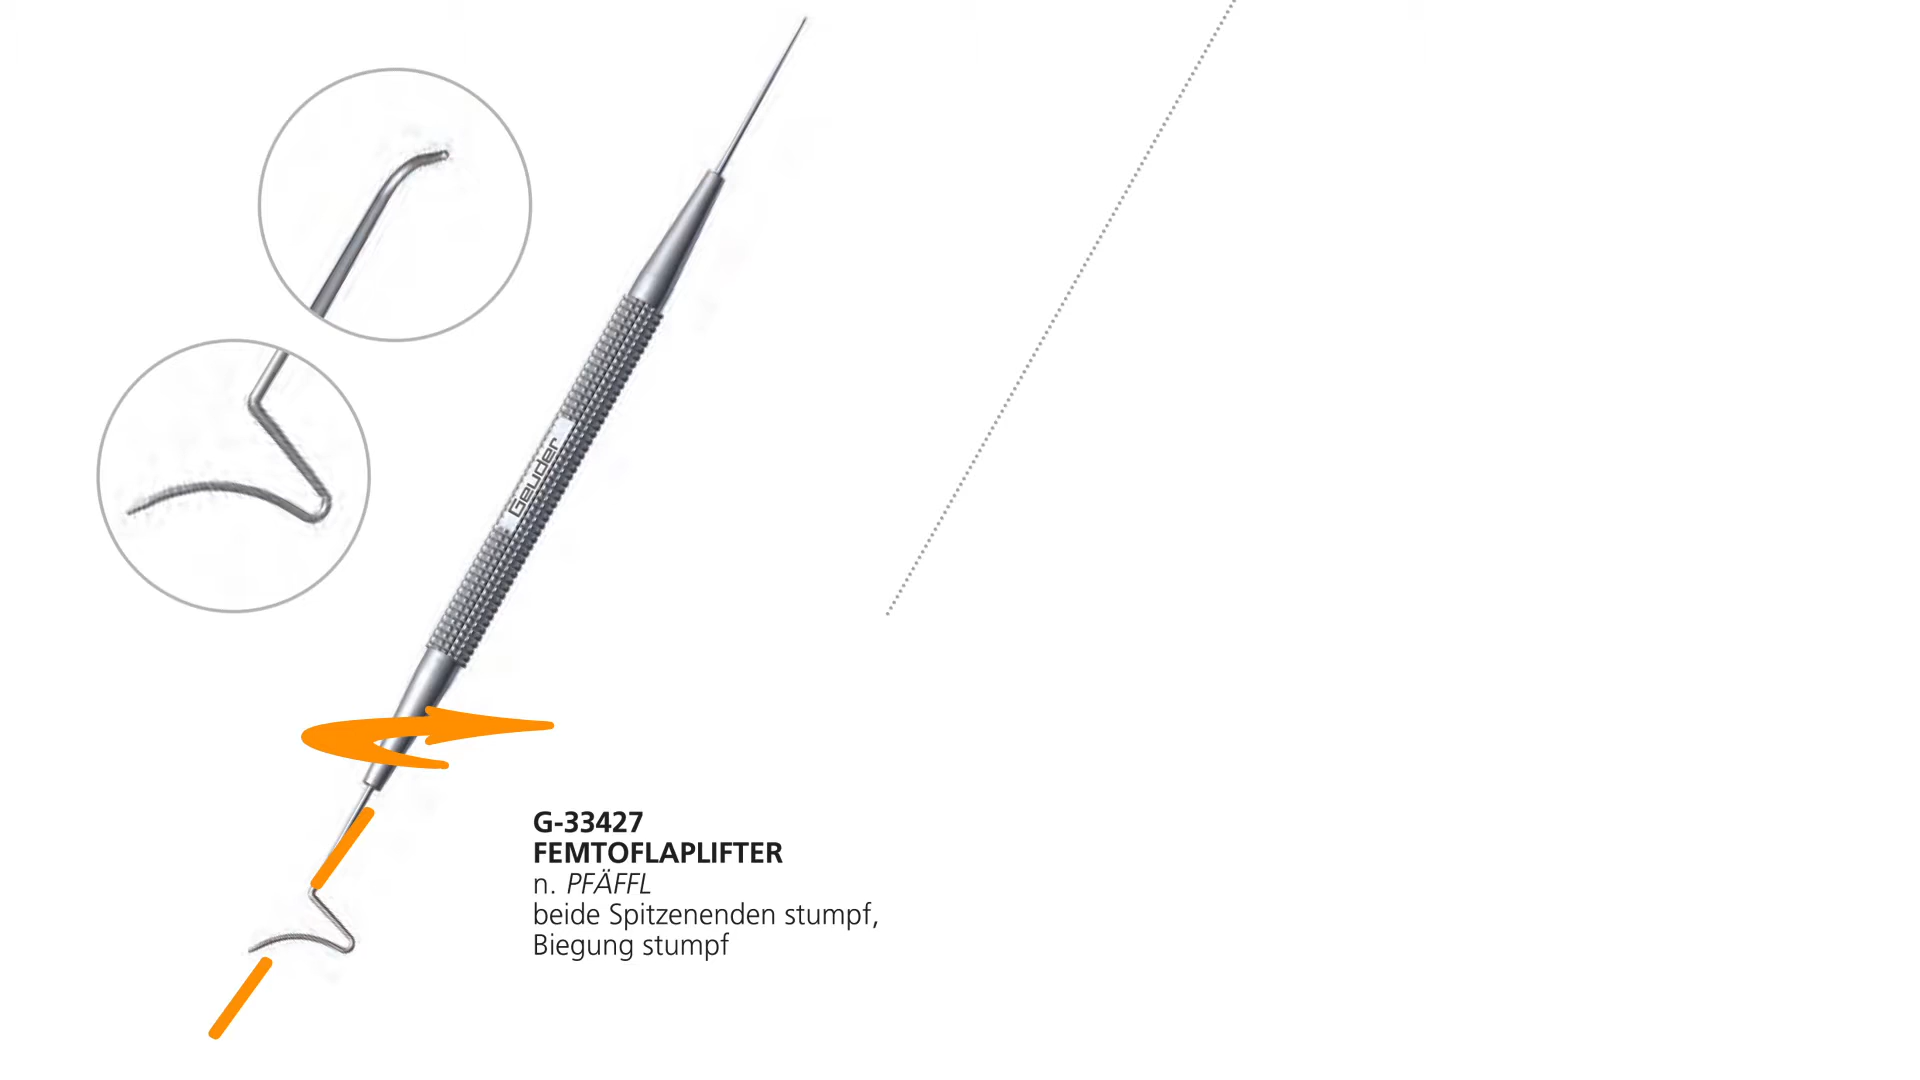 Geuder
G-33427
FEMTOFLAPLIFTER
n. PFÄFFL
beide Spitzenenden stumpf,
Biegung stumpf